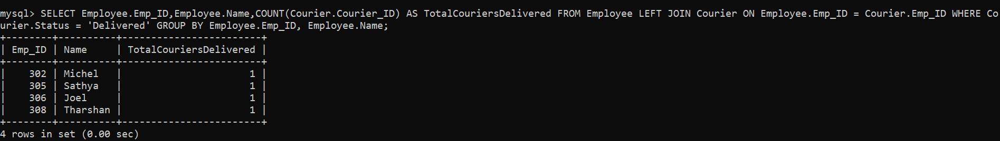 mysql> SELECT Employee.Emp_ID,Employee.Name,COUNT(Courier.Courier_ID) AS TotalCouriersDelivered FROM Employee LEFT JOIN Courier ON Employee.Emp_ID = Courier.Emp_ID WHERE Co
urier.Status = 'Delivered' GROUP BY Employee.Emp_ID, Employee.Name;
+--------+----------+------------------------+
| Emp_ID | Name     | TotalCouriersDelivered |
+--------+----------+------------------------+
|    302 | Michel   |                      1 |
|    305 | Sathya   |                      1 |
|    306 | Joel     |                      1 |
|    308 | Tharshan |                      1 |
+--------+----------+------------------------+
4 rows in set (0.00 sec)